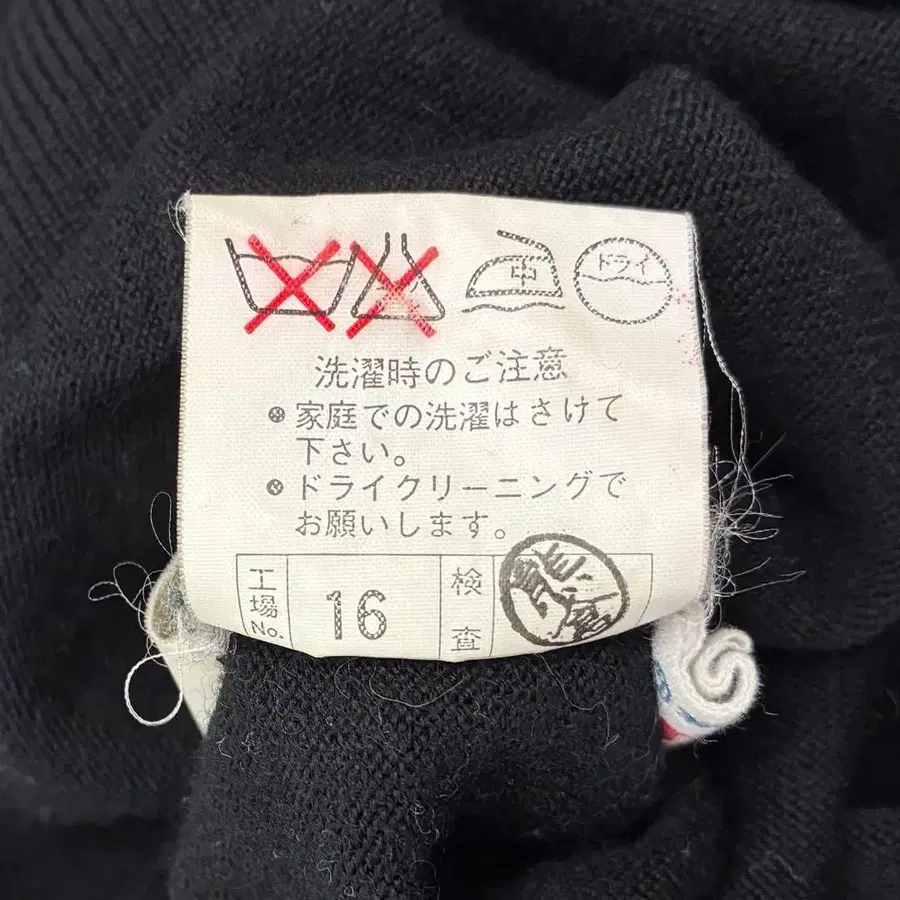 中 ドライ
洗濯時のご注意
家庭での洗濯はさけて
下さい。
ドライクリーニングで
お願いします。
工場No. 16 検査